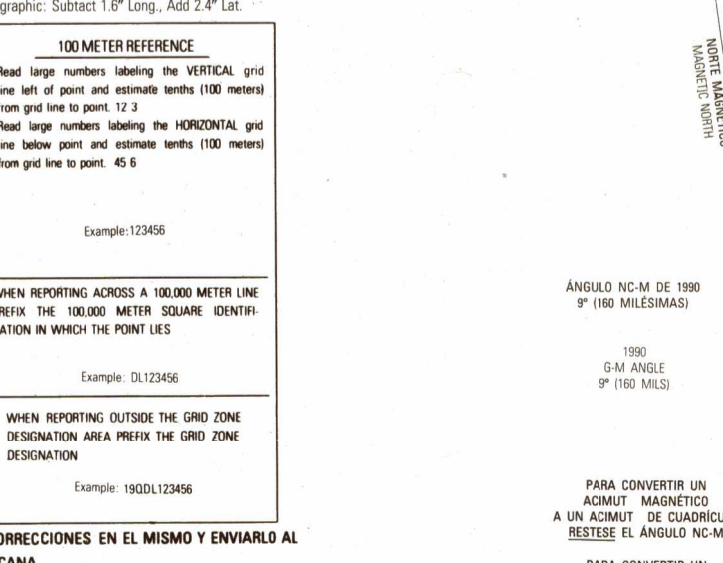 graphic: Subtact 1.6" Long., Add 2.4" Lat.
100 METER REFERENCE
Read large numbers labeling the VERTICAL grid
line left of point and estimate tenths (100 meters)
from grid line to point. 12 3
Read large numbers labeling the HORIZONTAL grid
line below point and estimate tenths (100 meters)
from grid line to point. 45 6
Example: 123456
WHEN REPORTING ACROSS A 100,000 METER LINE
PREFIX THE 100,000 METER SQUARE IDENTIFI-
CATION IN WHICH THE POINT LIES
Example: DL123456
WHEN REPORTING OUTSIDE THE GRID ZONE
DESIGNATION AREA PREFIX THE GRID ZONE
DESIGNATION
Example: 19QDL123456
ORRECCIONES EN EL MISMO Y ENVIARLO AL
CANA
NORTE MAGNÉTICO
MAGNETIC NORTH
ÁNGULO NC-M DE 1990
9° (160 MILÉSIMAS)
1990
G-M ANGLE
9° (160 MILS)
PARA CONVERTIR UN
ACIMUT MAGNÉTICO
A UN ACIMUT DE CUADRÍCU
RESTESE EL ÁNGULO NC-M
PARA CONVERTIR UN